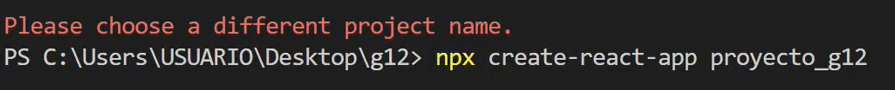 Please choose a different project name.
PS C:\Users\USUARIO\Desktop\g12> npx create-react-app proyecto_g12